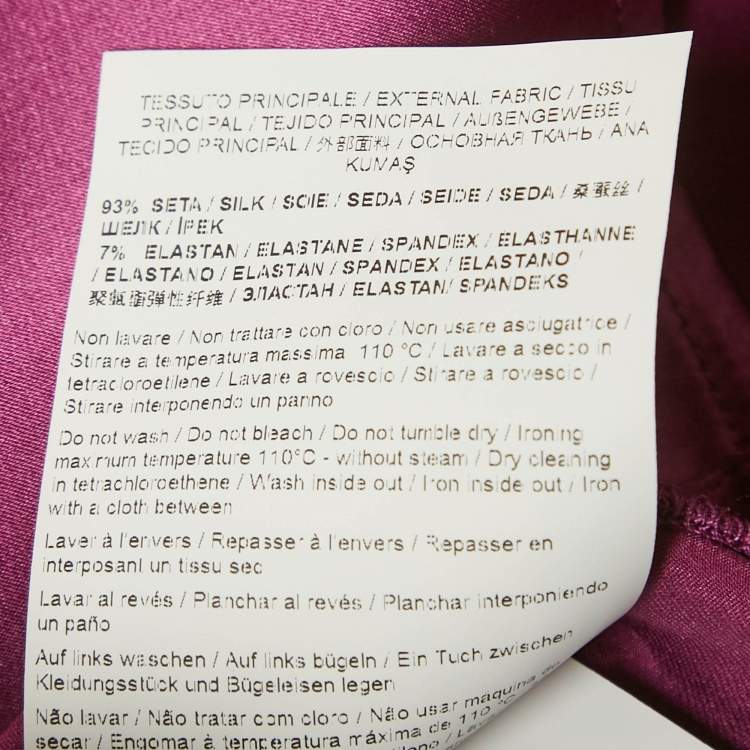 TESSUTO PRINCIPALE / EXTERNAL FABRIC / TISSU
PRINCIPAL / TEJIDO PRINCIPAL / AUßENGEWEBE /
TECIDO PRINCIPAL / 外部面料 / ОСНОВНАЯ ТКАНЬ / ANA
KUMAŞ
93% SETA / SILK / SOIE / SEDA / SEIDE / SEDA / 桑蚕丝 /
ШЕЛК / İPEK
7% ELASTAN / ELASTANE / SPANDEX / ELASTHANNE
/ ELASTANO / ELASTAN / SPANDEX / ELASTANO /
聚氨酯弹性纤维 / ЭЛАСТАН / ELASTAN/ SPANDEKS
Non lavare / Non trattare con cloro / Non usare asciugatrice /
Stirare a temperatura massima 110 °C / Lavare a secco in
tetracloroetilene / Lavare a rovescio / Stirare a rovescio /
Stirare interponendo un panno
Do not wash / Do not bleach / Do not tumble dry / Ironing
maximum temperature 110°C - without steam / Dry cleaning
in tetrachloroethene / Wash inside out / Iron inside out / Iron
with a cloth between
Laver à l'envers / Repasser à l'envers / Repasser en
interposant un tissu sec
Lavar al revés / Planchar al revés / Planchar interponiendo
un paño
Auf links waschen / Auf links bügeln / Ein Tuch zwischen
Kleidungsstück und Bügeleisen legen
Não lavar / Não tratar com cloro / Não usar maquina de
secar / Engomar à temperatura máxima de 110 °C